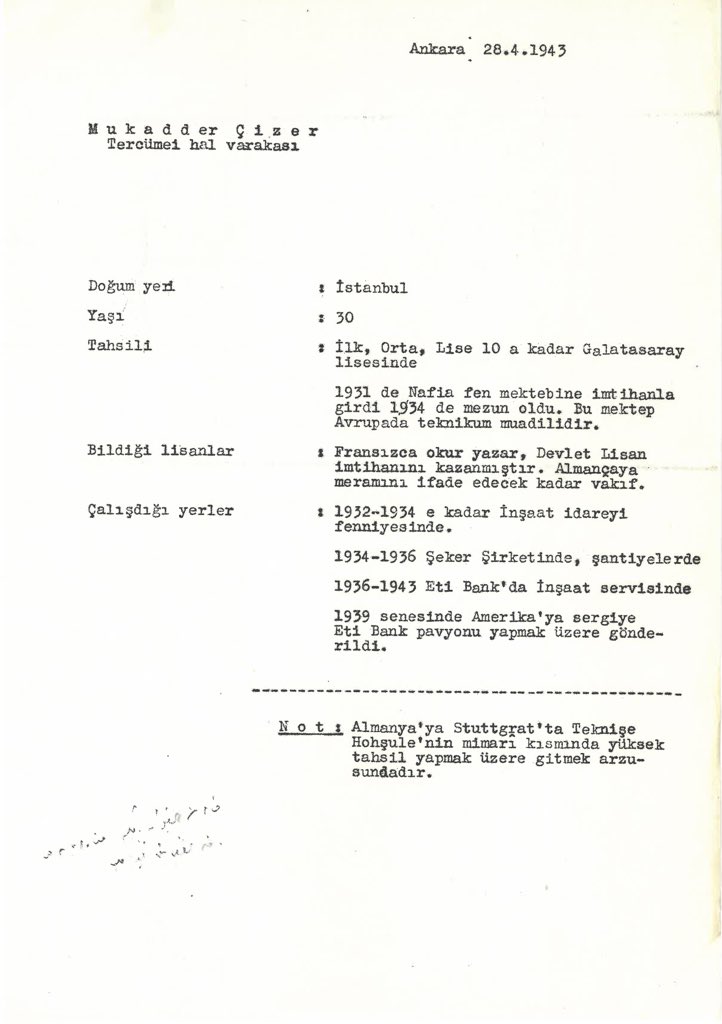 Ankara 28.4.1943
Mukadder Çizer
Tercümei hal varakası
Doğum yeri : İstanbul
Yaşı : 30
Tahsili : İlk, Orta, Lise 10 a kadar Galatasaray
lisesinde
1931 de Nafia fen mektebine imtihanla
girdi 1934 de mezun oldu. Bu mektep
Avrupada teknikum muadilidir.
Bildiği lisanlar : Fransızca okur yazar, Devlet Lisan
imtihanını kazanmıştır. Almançaya
meramını ifade edecek kadar vakıf.
Çalışdığı yerler : 1932-1934 e kadar İnşaat idareyi
fenniyesinde.
1934-1936 Şeker Şirketinde, şantiyelerde
1936-1943 Eti Bank'da İnşaat servisinde
1939 senesinde Amerika'ya sergiye
Eti Bank pavyonu yapmak üzere gönde-
rildi.
Not: Almanya'ya Stuttgrat'ta Teknişe
Hohşule'nin mimarı kısmında yüksek
tahsil yapmak üzere gitmek arzu-
sundadır.